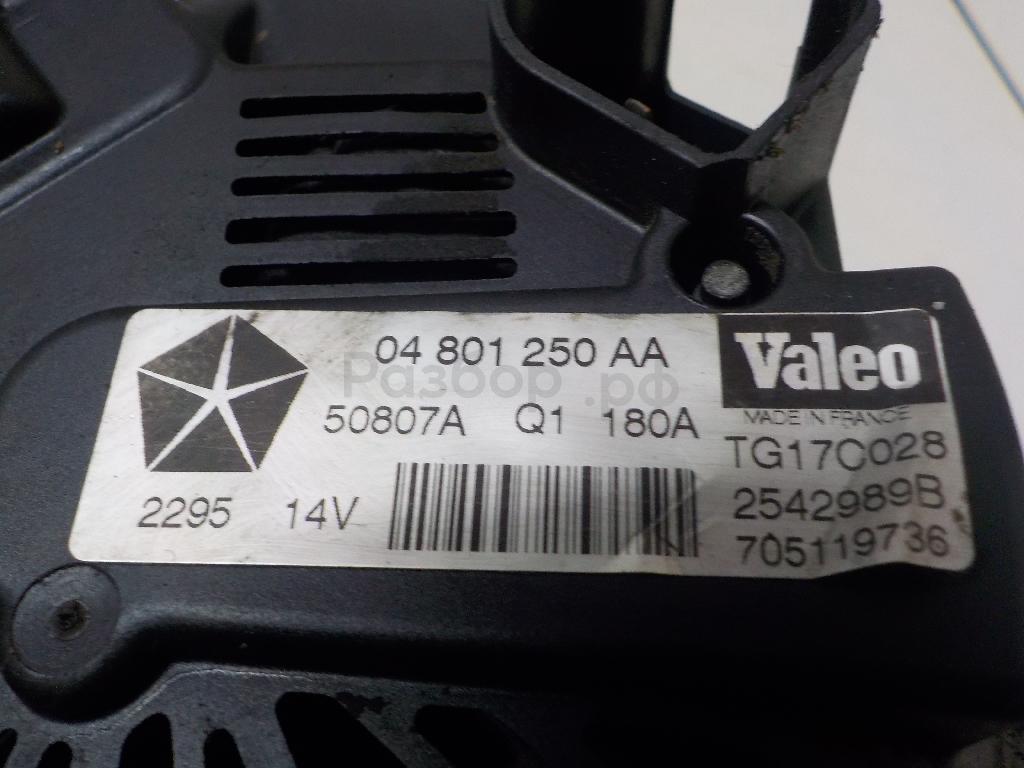 04 801 250 AA
Разбор.рф
50807A Q1 180A
2295 14V
Valeo
MADE IN FRANCE
TG17C028
2542989B
705119736